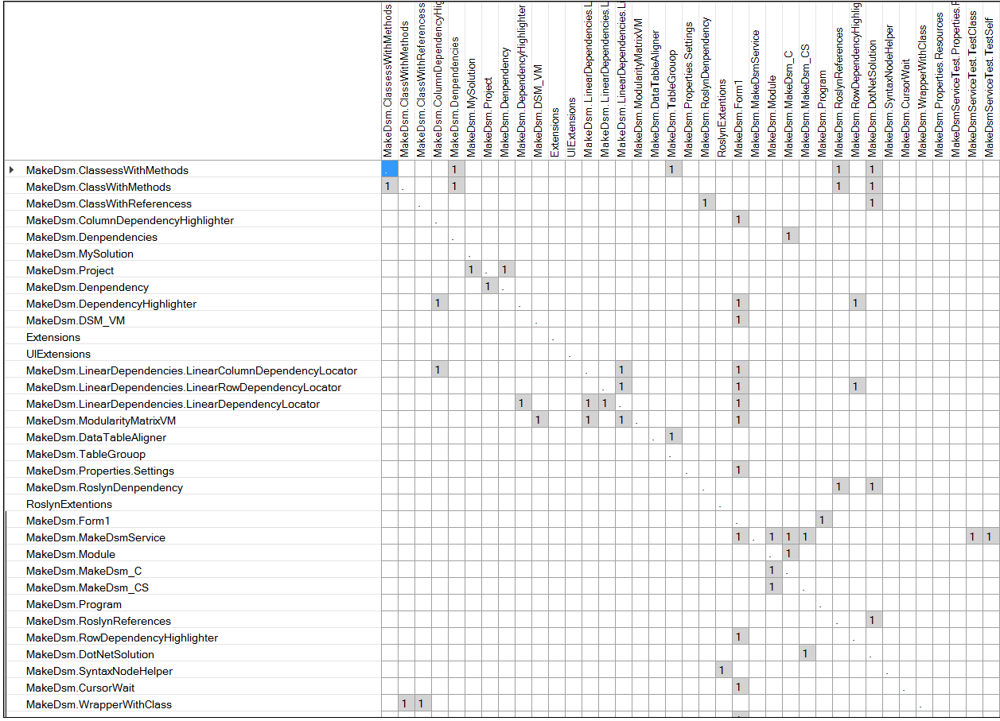 MakeDsm.ClassessWithMethods
MakeDsm.ClassWithMethods
MakeDsm.ClassWithReferencess
MakeDsm.ColumnDependencyHig
MakeDsm.Denpendencies
MakeDsm.MySolution
MakeDsm.Project
MakeDsm.Denpendency
MakeDsm.DependencyHighlighter
MakeDsm.DSM_VM
Extensions
UIExtensions
MakeDsm.LinearDependencies.L
MakeDsm.LinearDependencies.L
MakeDsm.LinearDependencies.Li
MakeDsm.ModularityMatrixVM
MakeDsm.DataTableAligner
MakeDsm.TableGrouop
MakeDsm.Properties.Settings
MakeDsm.RoslynDenpendency
RoslynExtentions
MakeDsm.Form1
MakeDsm.MakeDsmService
MakeDsm.Module
MakeDsm.MakeDsm_C
MakeDsm.MakeDsm_CS
MakeDsm.Program
MakeDsm.RoslynReferences
MakeDsm.RowDependencyHighlig
MakeDsm.DotNetSolution
MakeDsm.SyntaxNodeHelper
MakeDsm.CursorWait
MakeDsm.WrapperWithClass
MakeDsm.Properties.Resources
MakeDsmServiceTest.Properties.R
MakeDsmServiceTest.TestClass
MakeDsmServiceTest.TestSelf
MakeDsm.ClassessWithMethods . 1 1 1 1
MakeDsm.ClassWithMethods 1 . 1 1 1
MakeDsm.ClassWithReferencess . 1 1
MakeDsm.ColumnDependencyHighlighter . 1
MakeDsm.Denpendencies . 1
MakeDsm.MySolution .
MakeDsm.Project 1 . 1
MakeDsm.Denpendency 1 .
MakeDsm.DependencyHighlighter 1 . 1 1
MakeDsm.DSM_VM . 1
Extensions .
UIExtensions .
MakeDsm.LinearDependencies.LinearColumnDependencyLocator 1 . 1 1
MakeDsm.LinearDependencies.LinearRowDependencyLocator . 1 1 1
MakeDsm.LinearDependencies.LinearDependencyLocator 1 1 1 . 1
MakeDsm.ModularityMatrixVM 1 1 1 . 1
MakeDsm.DataTableAligner . 1
MakeDsm.TableGrouop .
MakeDsm.Properties.Settings . 1
MakeDsm.RoslynDenpendency . 1 1
RoslynExtentions .
MakeDsm.Form1 . 1
MakeDsm.MakeDsmService 1 . 1 1 1 1 1
MakeDsm.Module . 1
MakeDsm.MakeDsm_C 1 .
MakeDsm.MakeDsm_CS 1 .
MakeDsm.Program .
MakeDsm.RoslynReferences . 1
MakeDsm.RowDependencyHighlighter 1 .
MakeDsm.DotNetSolution 1 .
MakeDsm.SyntaxNodeHelper 1 .
MakeDsm.CursorWait 1 .
MakeDsm.WrapperWithClass 1 1 .